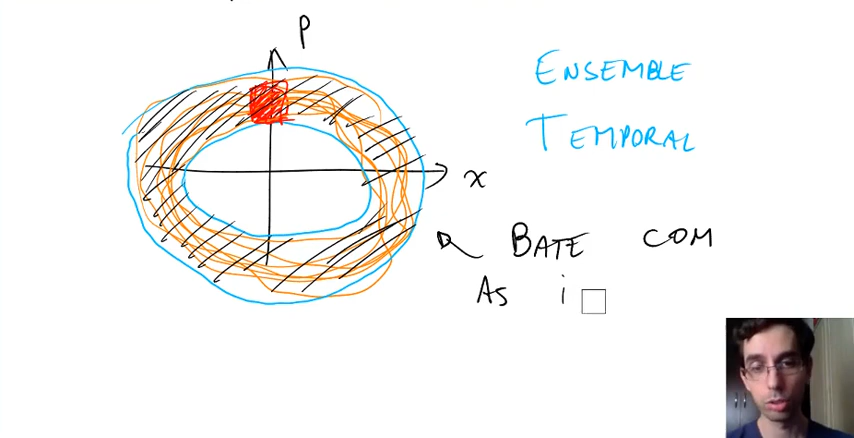 P
ENSEMBLE
TEMPORAL
x
BATE COM
AS i